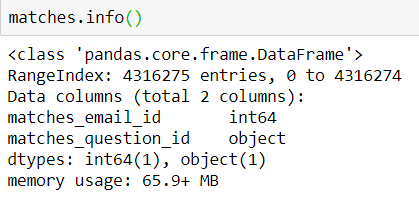 matches.info()
<class 'pandas.core.frame.DataFrame'>
RangeIndex: 4316275 entries, 0 to 4316274
Data columns (total 2 columns):
matches_email_id       int64
matches_question_id    object
dtypes: int64(1), object(1)
memory usage: 65.9+ MB